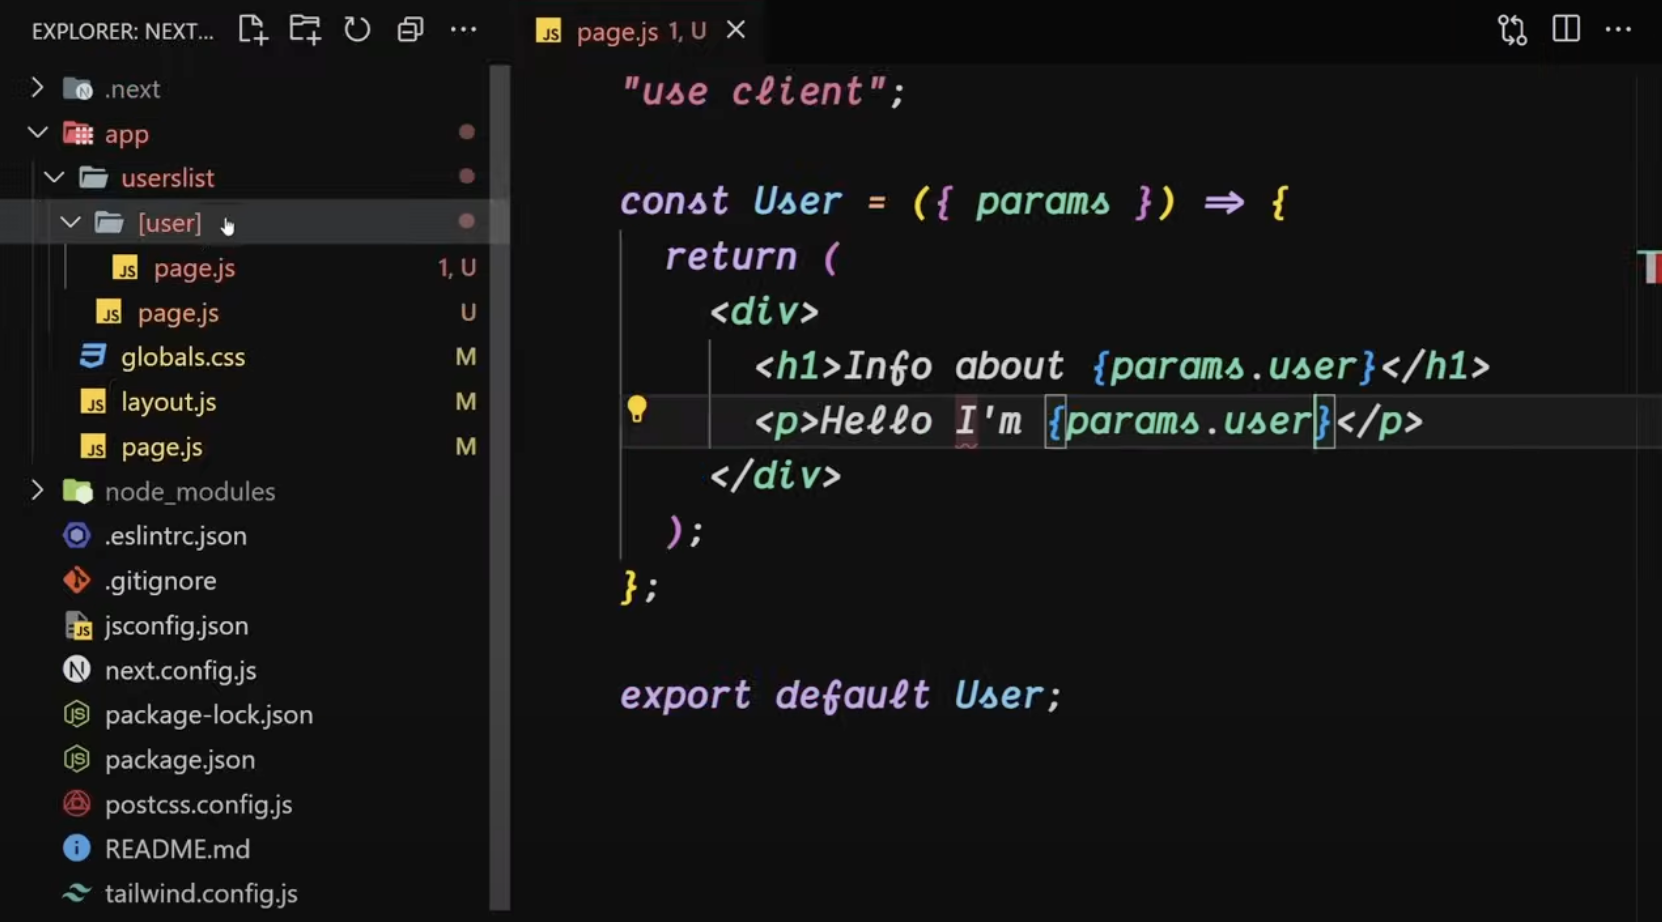 EXPLORER: NEXT...
.next
app
userslist
[user]
page.js 1, U
page.js U
globals.css M
layout.js M
page.js M
node_modules
.eslintrc.json
.gitignore
jsconfig.json
next.config.js
package-lock.json
package.json
postcss.config.js
README.md
tailwind.config.js
page.js 1, U
"use client";
const User = ({ params }) => {
return (
<div>
<h1>Info about {params.user}</h1>
<p>Hello I'm {params.user}</p>
</div>
);
};
export default User;